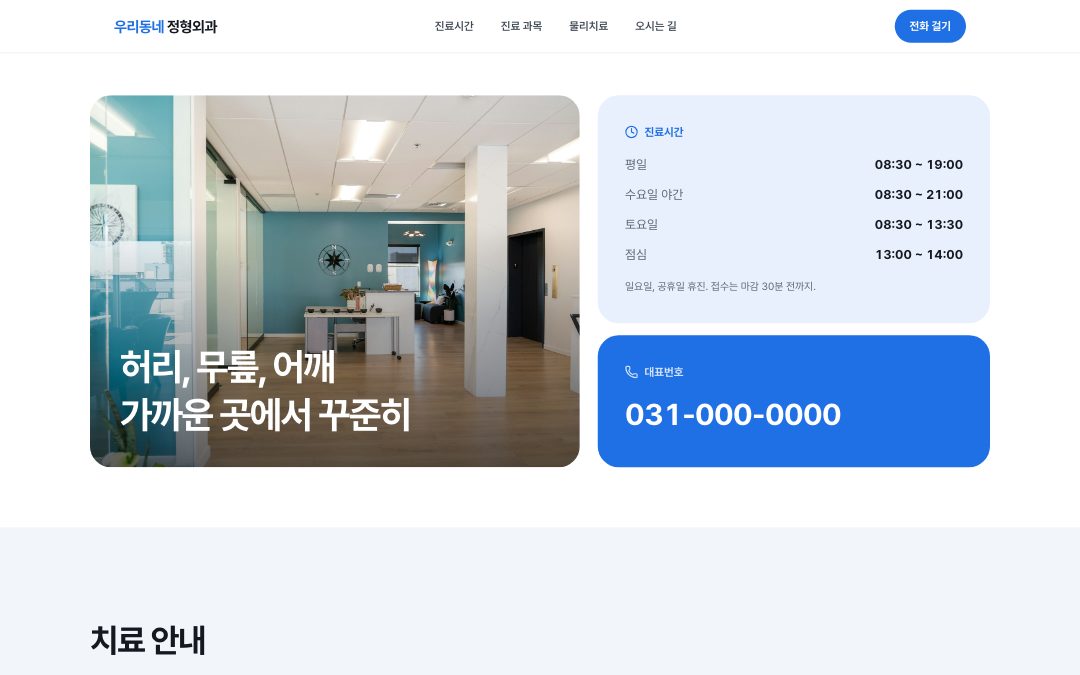 우리동네 정형외과
진료시간
진료 과목
물리치료
오시는 길
전화 걸기
허리, 무릎, 어깨
가까운 곳에서 꾸준히
진료시간
평일 08:30 ~ 19:00
수요일 야간 08:30 ~ 21:00
토요일 08:30 ~ 13:30
점심 13:00 ~ 14:00
일요일, 공휴일 휴진. 접수는 마감 30분 전까지.
대표번호
031-000-0000
치료 안내